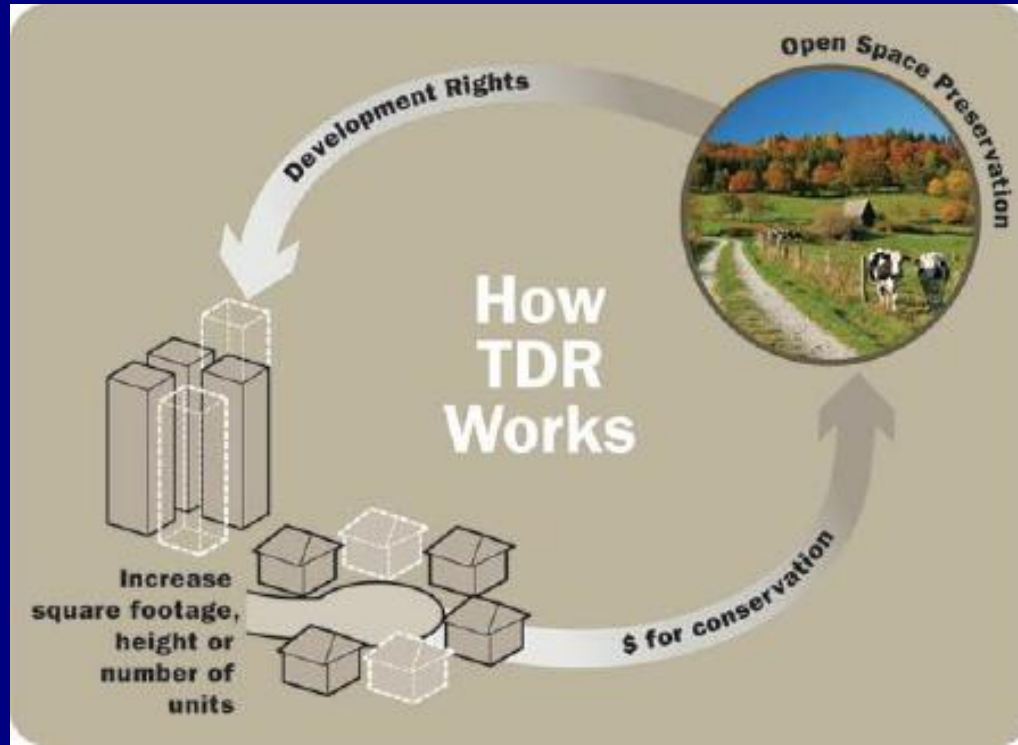 Open Space Preservation
Development Rights
How
TDR
Works
$ for conservation
Increase
square footage,
height or
number of
units